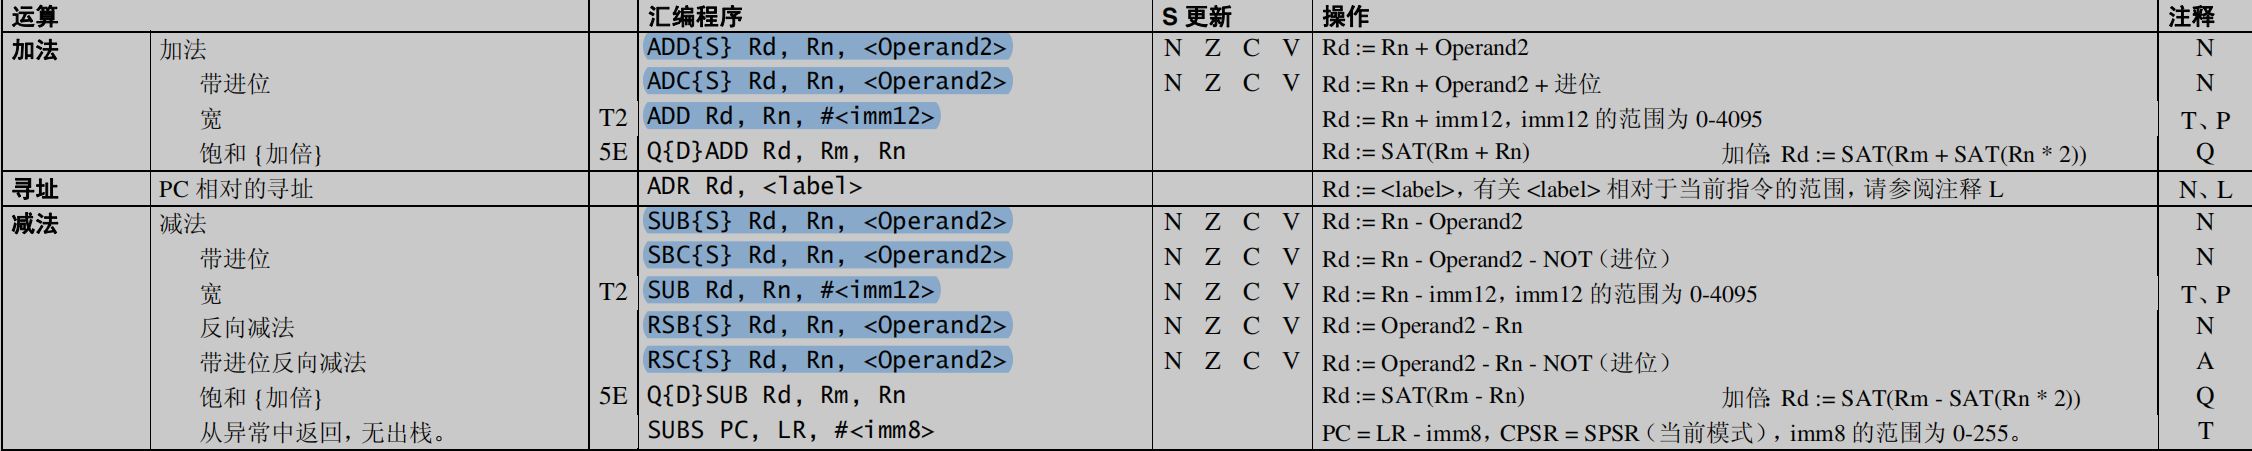 运算 汇编程序 S 更新 操作 注释
加法 加法 ADD{S} Rd, Rn, <Operand2> N Z C V Rd := Rn + Operand2 N
带进位 ADC{S} Rd, Rn, <Operand2> N Z C V Rd := Rn + Operand2 + 进位 N
宽 T2 ADD Rd, Rn, #<imm12> Rd := Rn + imm12，imm12 的范围为 0-4095 T、P
饱和 {加倍} 5E Q{D}ADD Rd, Rm, Rn Rd := SAT(Rm + Rn) 加倍：Rd := SAT(Rm + SAT(Rn * 2)) Q
寻址 PC 相对的寻址 ADR Rd, <label> Rd := <label>，有关 <label> 相对于当前指令的范围，请参阅注释 L N、L
减法 减法 SUB{S} Rd, Rn, <Operand2> N Z C V Rd := Rn - Operand2 N
带进位 SBC{S} Rd, Rn, <Operand2> N Z C V Rd := Rn - Operand2 - NOT（进位） N
宽 T2 SUB Rd, Rn, #<imm12> N Z C V Rd := Rn - imm12，imm12 的范围为 0-4095 T、P
反向减法 RSB{S} Rd, Rn, <Operand2> N Z C V Rd := Operand2 - Rn N
带进位反向减法 RSC{S} Rd, Rn, <Operand2> N Z C V Rd := Operand2 - Rn - NOT（进位） A
饱和 {加倍} 5E Q{D}SUB Rd, Rm, Rn Rd := SAT(Rm - Rn) 加倍：Rd := SAT(Rm - SAT(Rn * 2)) Q
从异常中返回，无出栈。 SUBS PC, LR, #<imm8> PC = LR - imm8，CPSR = SPSR（当前模式），imm8 的范围为 0-255。 T